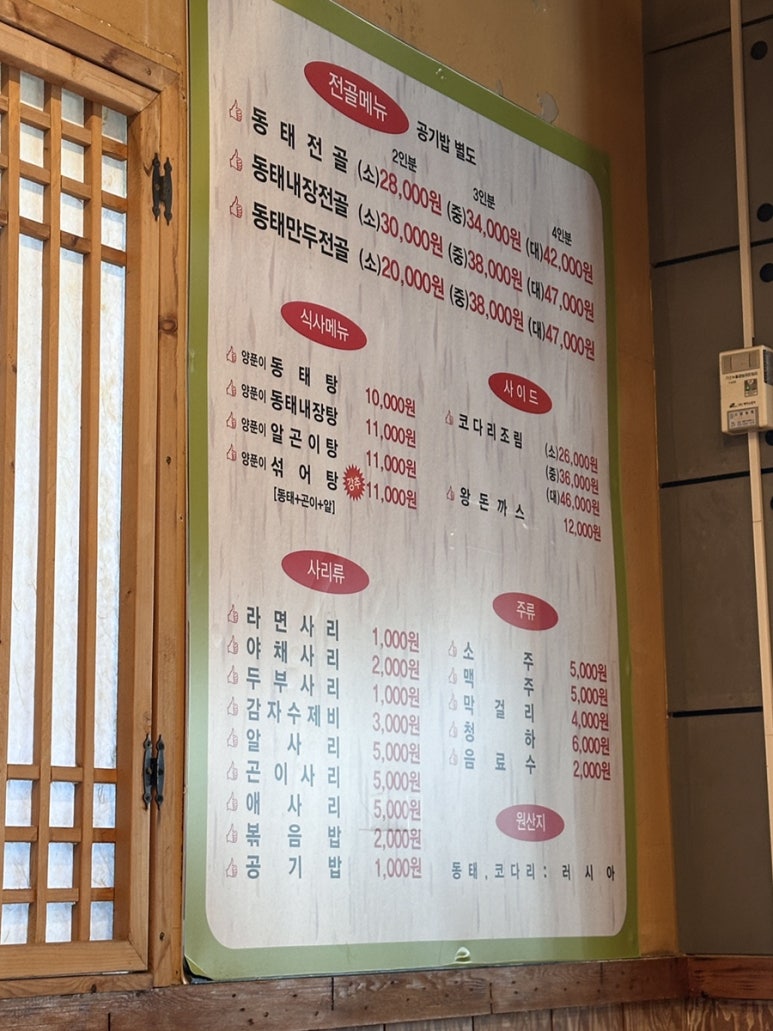 전골메뉴 공기밥 별도
2인분 3인분 4인분
동태전골 (소)28,000원 (중)34,000원 (대)42,000원
동태내장전골 (소)30,000원 (중)38,000원 (대)47,000원
동태만두전골 (소)20,000원 (중)38,000원 (대)47,000원
식사메뉴
양푼이 동태탕 10,000원
양푼이 동태내장탕 11,000원
양푼이 알곤이탕 11,000원
양푼이 섞어탕 강추 11,000원
[동태+곤이+알]
사이드
코다리조림 (소)26,000원
(중)36,000원
(대)46,000원
왕돈까스 12,000원
사리류
라면사리 1,000원
야채사리 2,000원
두부사리 1,000원
감자수제비 3,000원
알사리 5,000원
곤이사리 5,000원
애사리 5,000원
볶음밥 2,000원
공기밥 1,000원
주류
소주 5,000원
맥주 5,000원
막걸리 4,000원
청하 6,000원
음료수 2,000원
원산지
동태,코다리:러시아